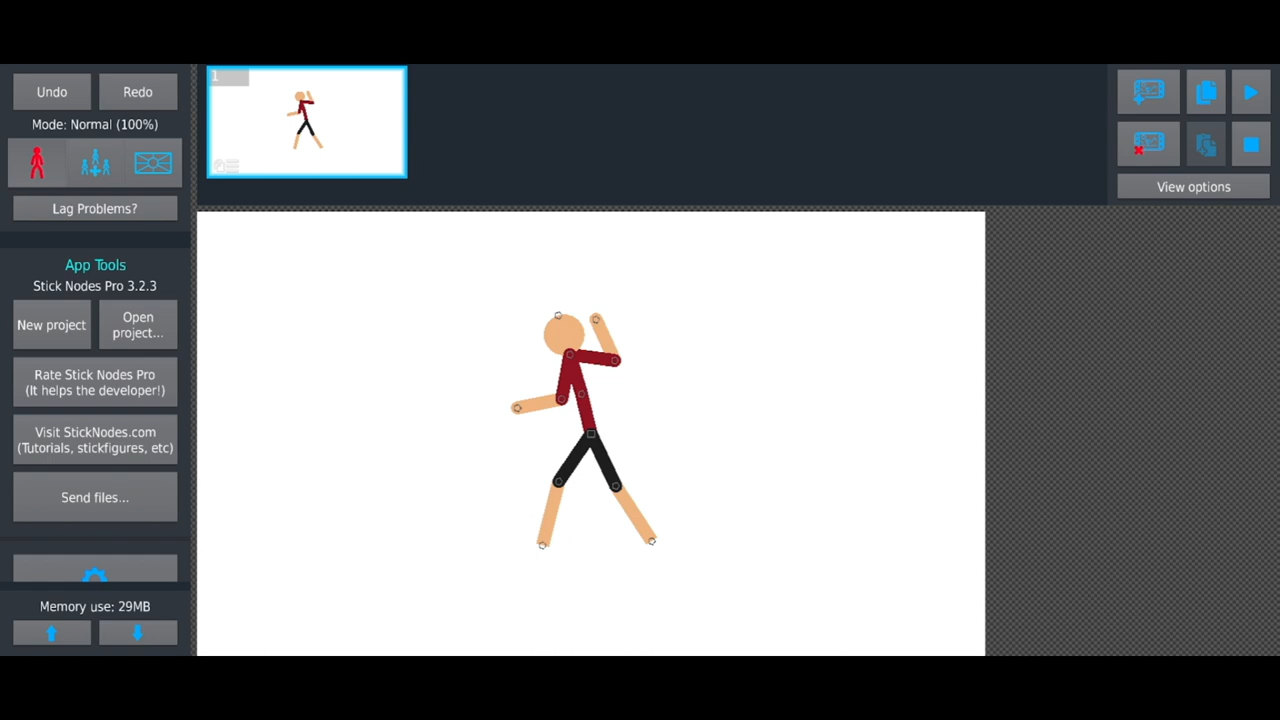 Undo
Redo
Mode: Normal (100%)
Lag Problems?
App Tools
Stick Nodes Pro 3.2.3
New project
Open
project...
Rate Stick Nodes Pro
(It helps the developer!)
Visit StickNodes.com
(Tutorials, stickfigures, etc)
Send files...
Memory use: 29MB
1
View options